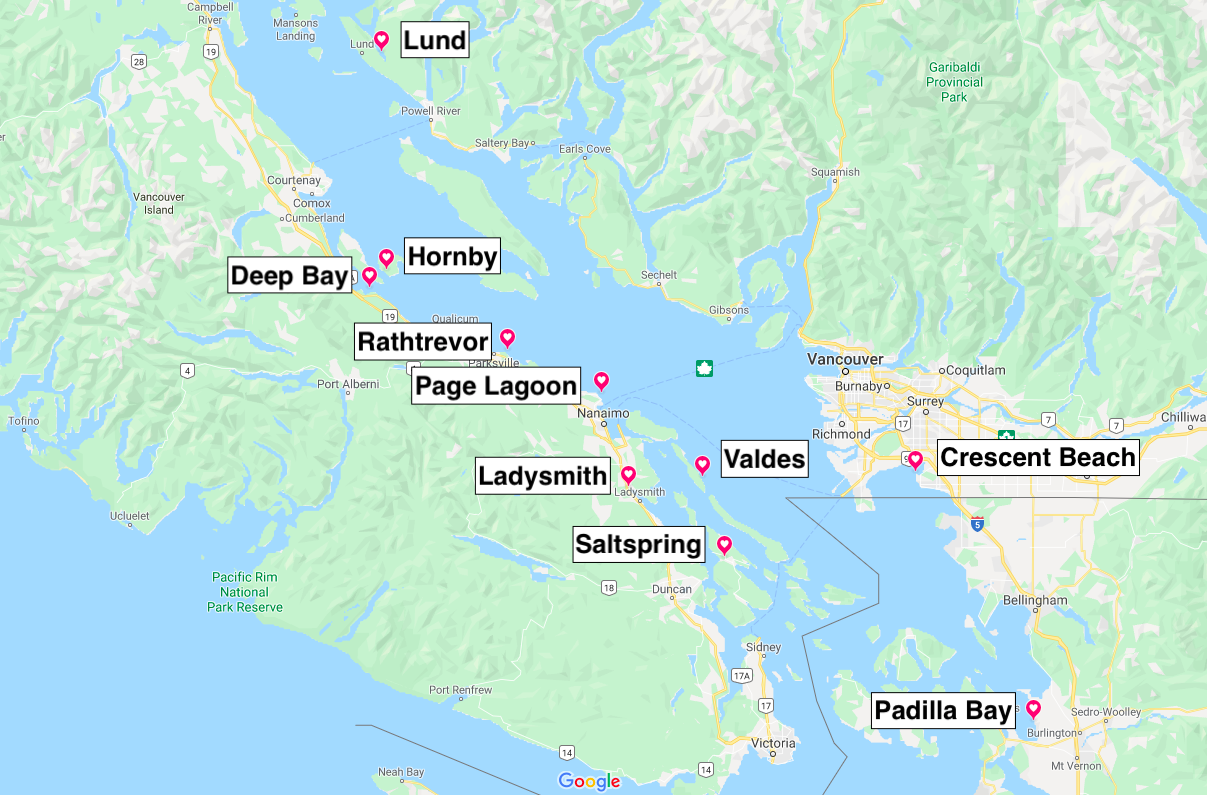 Campbell
River
Mansons
Landing
Lund
Lund
19
28
Garibaldi
Provincial
Park
Powell River
Saltery Bay
Earls Cove
Squamish
Courtenay
Comox
Cumberland
Vancouver
Island
Hornby
Deep Bay
Sechelt
Gibsons
19
Qualicum
Rathtrevor
Parksville
4
Port Alberni
Page Lagoon
Nanaimo
Vancouver
Coquitlam
Burnaby
Surrey
Richmond
17
7
7
Chilliwa
Tofino
Valdes
Crescent Beach
Ladysmith
Ladysmith
Ucluelet
5
Saltspring
Pacific Rim
National
Park Reserve
18
Duncan
Bellingham
Sidney
17A
17
Port Renfrew
Padilla Bay
Sedro-Woolley
Burlington
Mt Vernon
Victoria
14
14
Neah Bay
Google